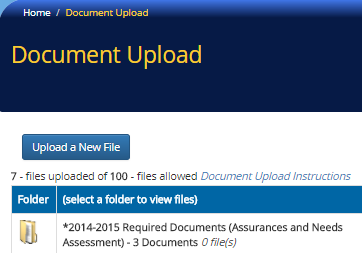 Home / Document Upload
Document Upload
Upload a New File
7 - files uploaded of 100 - files allowed Document Upload Instructions
Folder (select a folder to view files)
*2014-2015 Required Documents (Assurances and Needs
Assessment) - 3 Documents 0 file(s)